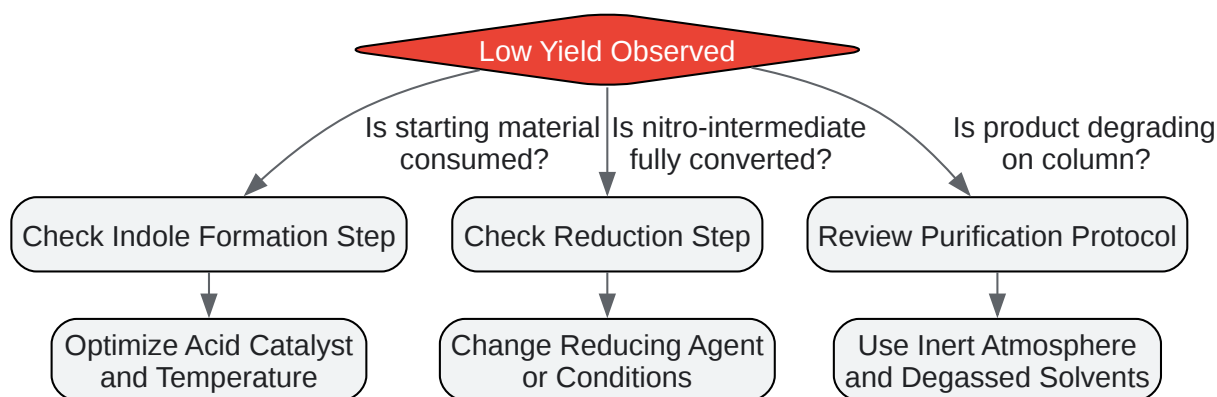 Low Yield Observed
Is starting material
consumed?
Is nitro-intermediate
fully converted?
Is product degrading
on column?
Check Indole Formation Step
Check Reduction Step
Review Purification Protocol
Optimize Acid Catalyst
and Temperature
Change Reducing Agent
or Conditions
Use Inert Atmosphere
and Degassed Solvents